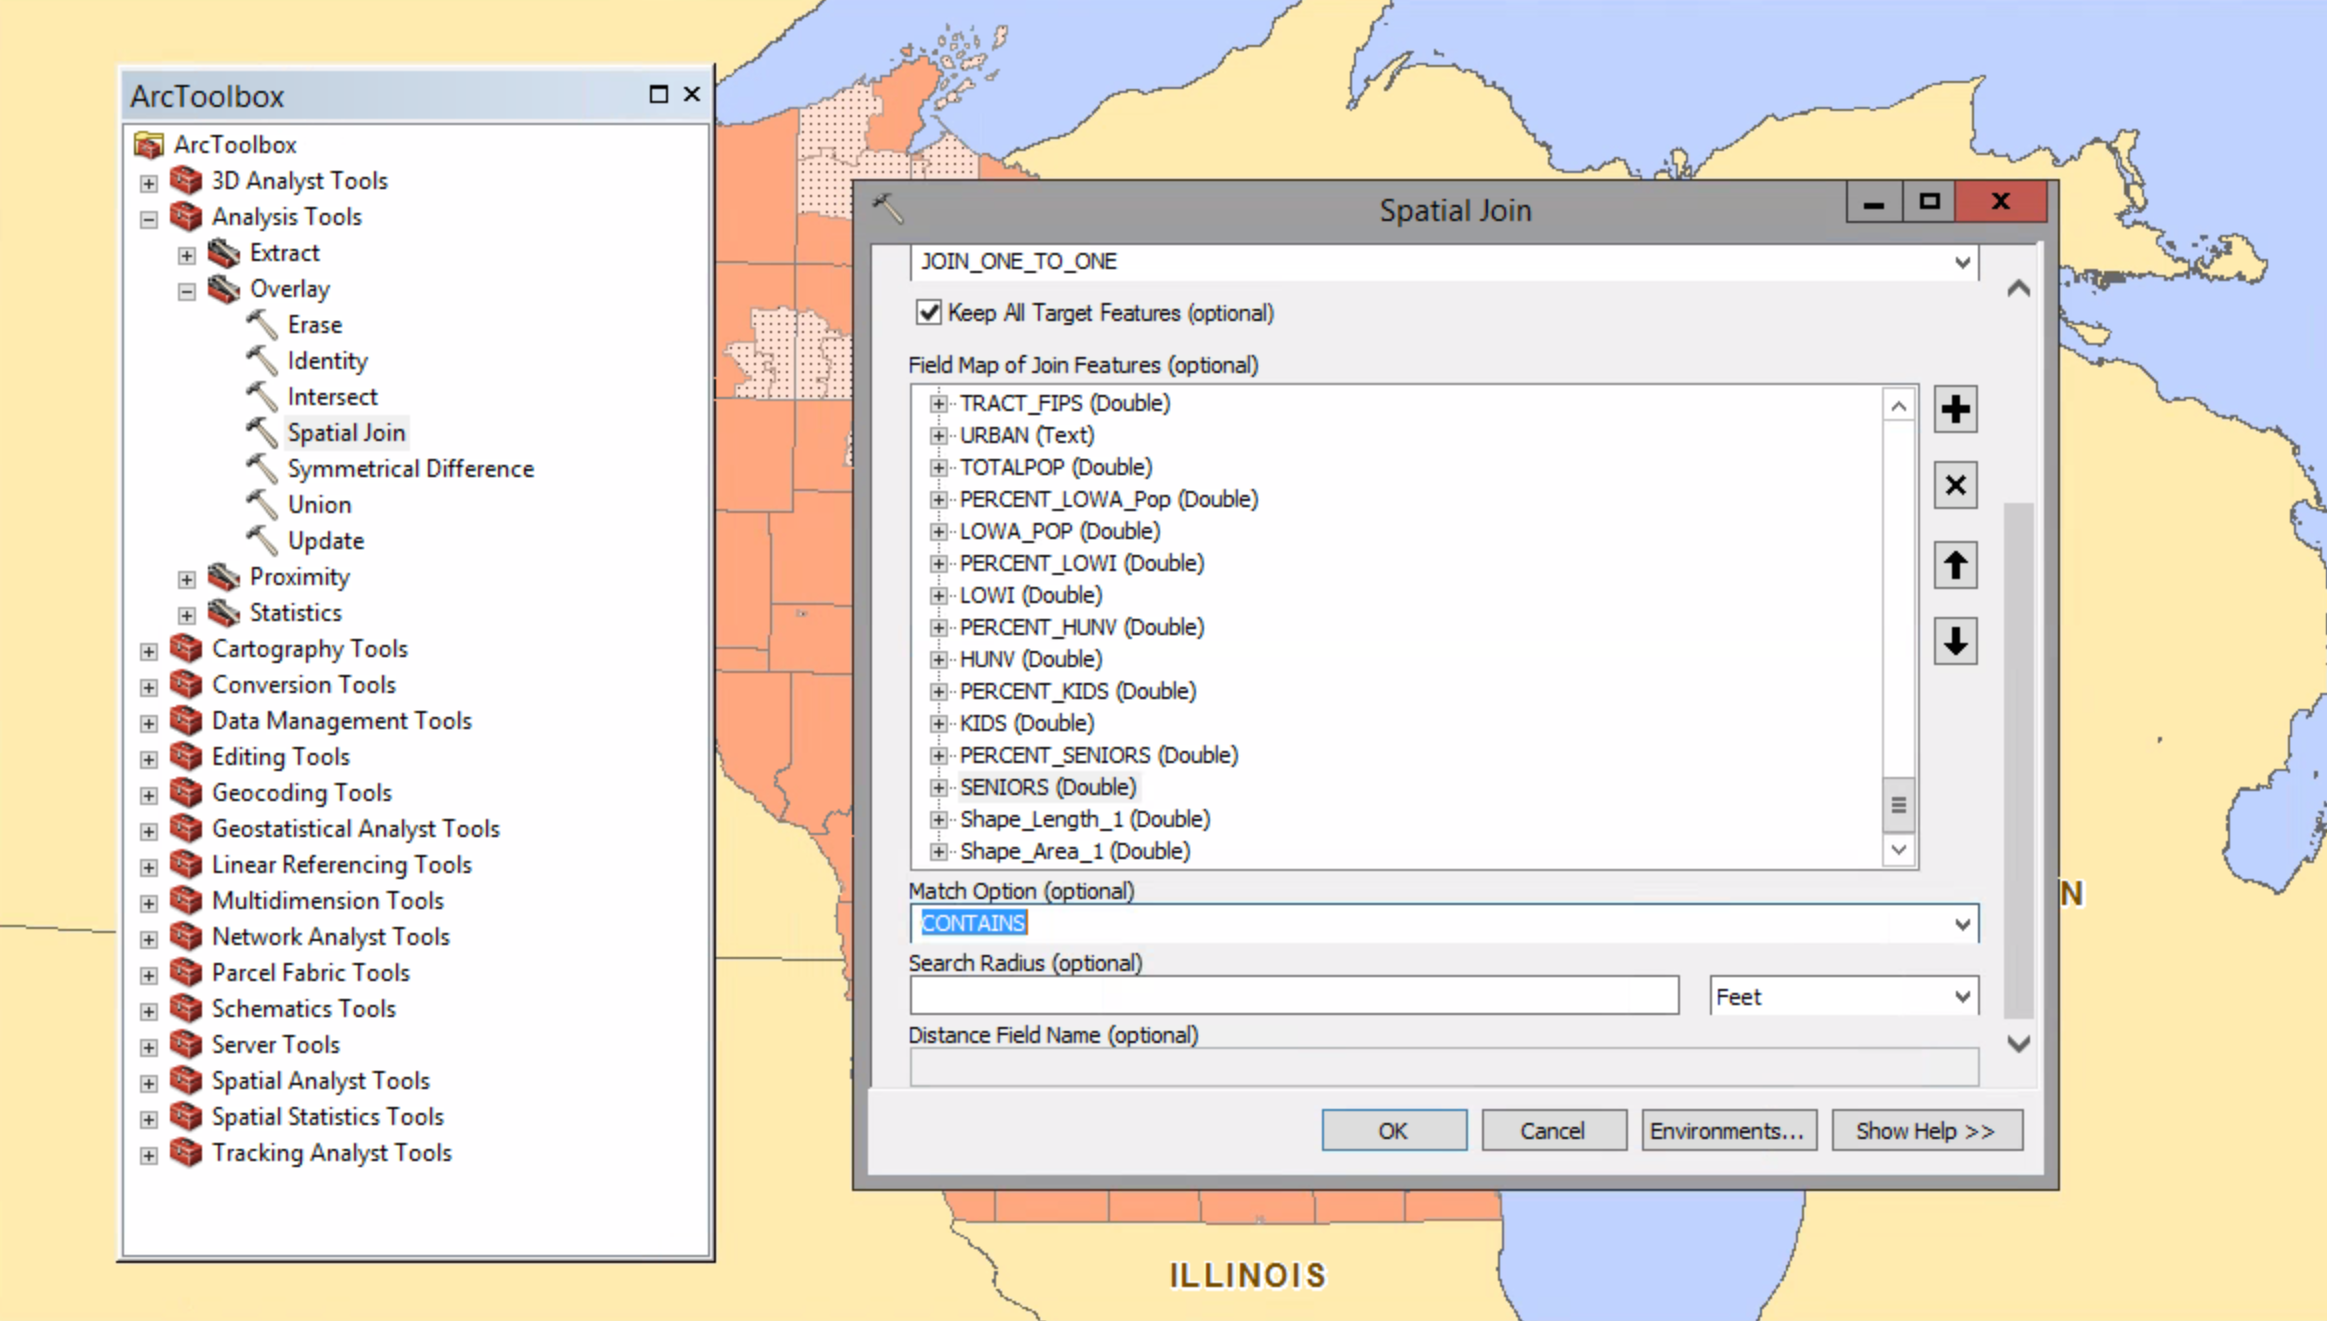 ArcToolbox
ArcToolbox
3D Analyst Tools
Analysis Tools
Extract
Overlay
Erase
Identity
Intersect
Spatial Join
Symmetrical Difference
Union
Update
Proximity
Statistics
Cartography Tools
Conversion Tools
Data Management Tools
Editing Tools
Geocoding Tools
Geostatistical Analyst Tools
Linear Referencing Tools
Multidimension Tools
Network Analyst Tools
Parcel Fabric Tools
Schematics Tools
Server Tools
Spatial Analyst Tools
Spatial Statistics Tools
Tracking Analyst Tools
Spatial Join
JOIN_ONE_TO_ONE
Keep All Target Features (optional)
Field Map of Join Features (optional)
TRACT_FIPS (Double)
URBAN (Text)
TOTALPOP (Double)
PERCENT_LOWA_Pop (Double)
LOWA_POP (Double)
PERCENT_LOWI (Double)
LOWI (Double)
PERCENT_HUNV (Double)
HUNV (Double)
PERCENT_KIDS (Double)
KIDS (Double)
PERCENT_SENIORS (Double)
SENIORS (Double)
Shape_Length_1 (Double)
Shape_Area_1 (Double)
Match Option (optional)
CONTAINS
Search Radius (optional)
Feet
Distance Field Name (optional)
OK Cancel Environments... Show Help >>
N
ILLINOIS